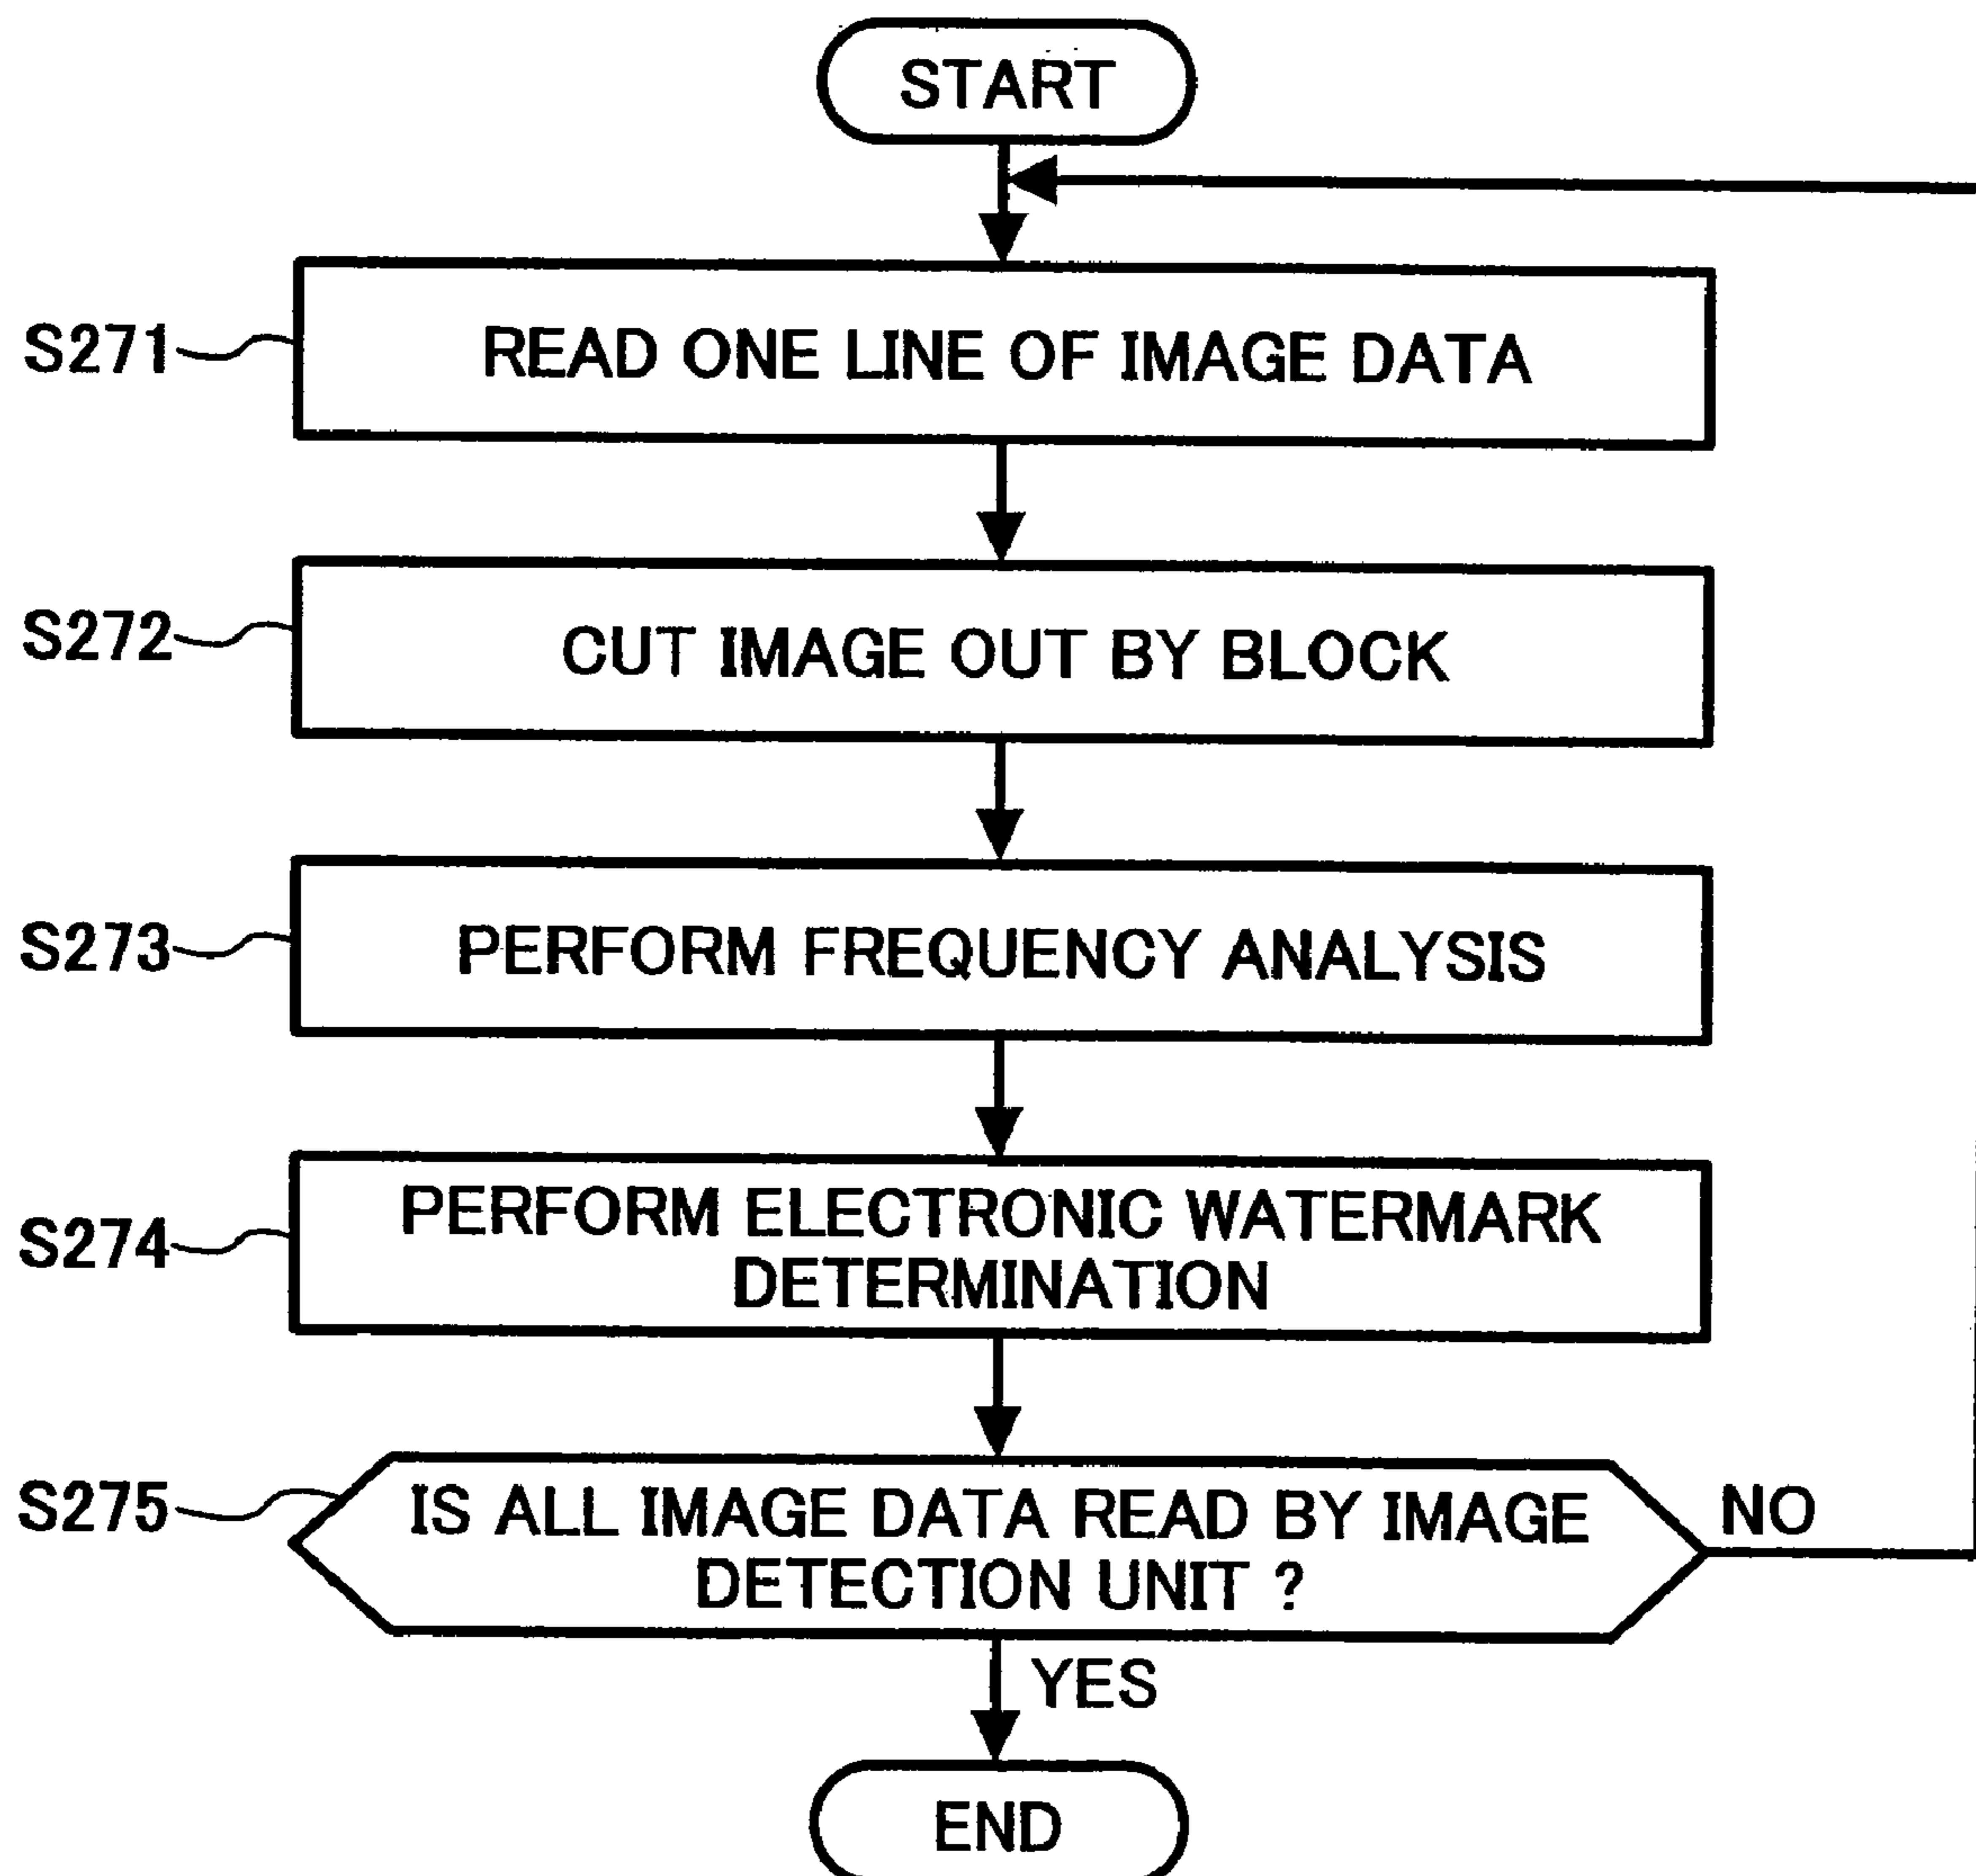 START
S271
READ ONE LINE OF IMAGE DATA
S272
CUT IMAGE OUT BY BLOCK
S273
PERFORM FREQUENCY ANALYSIS
S274
PERFORM ELECTRONIC WATERMARK
DETERMINATION
S275
IS ALL IMAGE DATA READ BY IMAGE
DETECTION UNIT ?
NO
YES
END